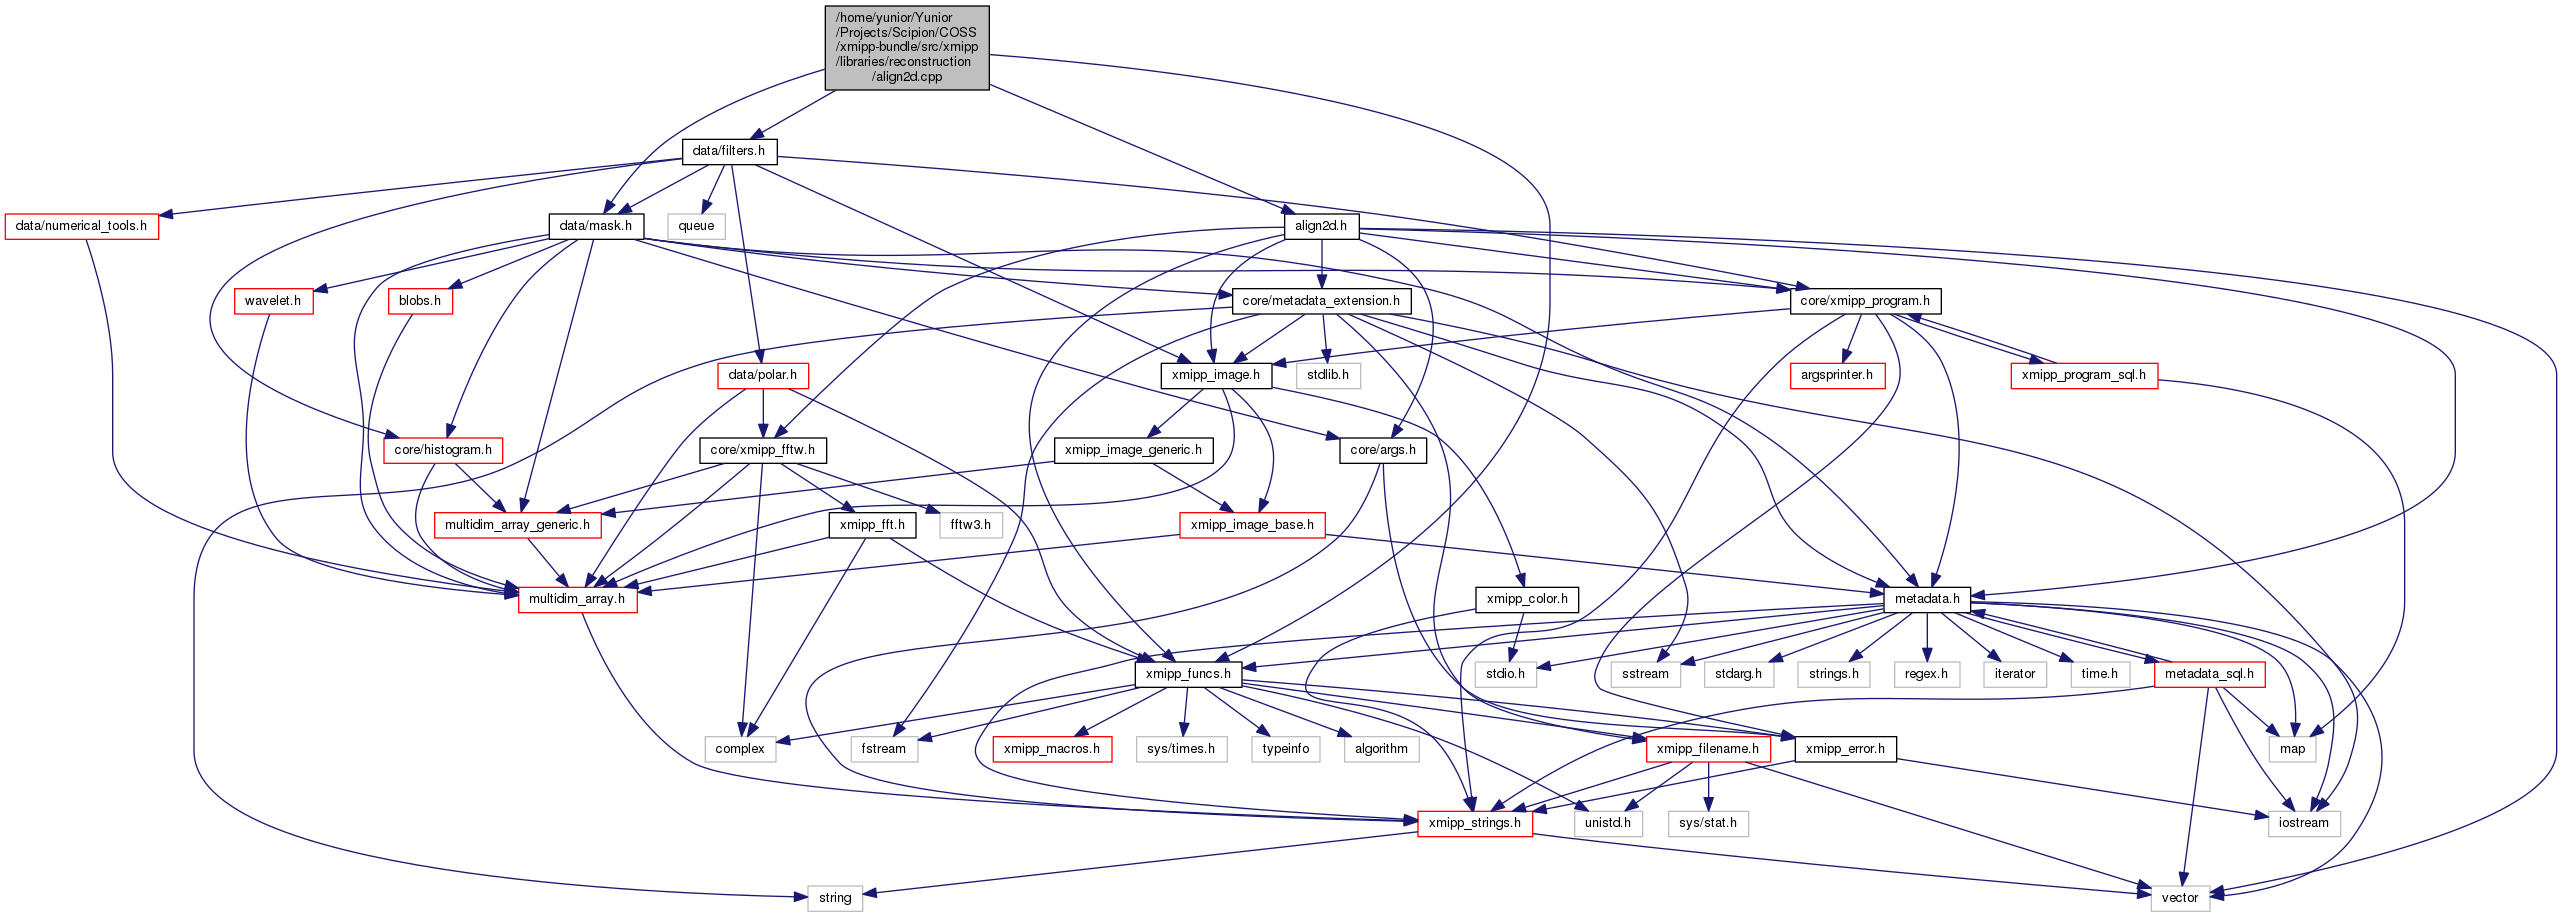 /home/yunior/Yunior
/Projects/Scipion/COSS
/xmipp-bundle/src/xmipp
/libraries/reconstruction
/align2d.cpp
data/filters.h
data/numerical_tools.h
data/mask.h
queue
align2d.h
wavelet.h
blobs.h
core/metadata_extension.h
core/xmipp_program.h
data/polar.h
xmipp_image.h
stdlib.h
argsprinter.h
xmipp_program_sql.h
core/histogram.h
core/xmipp_fftw.h
xmipp_image_generic.h
core/args.h
multidim_array_generic.h
xmipp_fft.h
fftw3.h
xmipp_image_base.h
multidim_array.h
xmipp_color.h
metadata.h
xmipp_funcs.h
stdio.h
sstream
stdarg.h
strings.h
regex.h
iterator
time.h
metadata_sql.h
complex
fstream
xmipp_macros.h
sys/times.h
typeinfo
algorithm
xmipp_filename.h
xmipp_error.h
map
xmipp_strings.h
unistd.h
sys/stat.h
iostream
string
vector